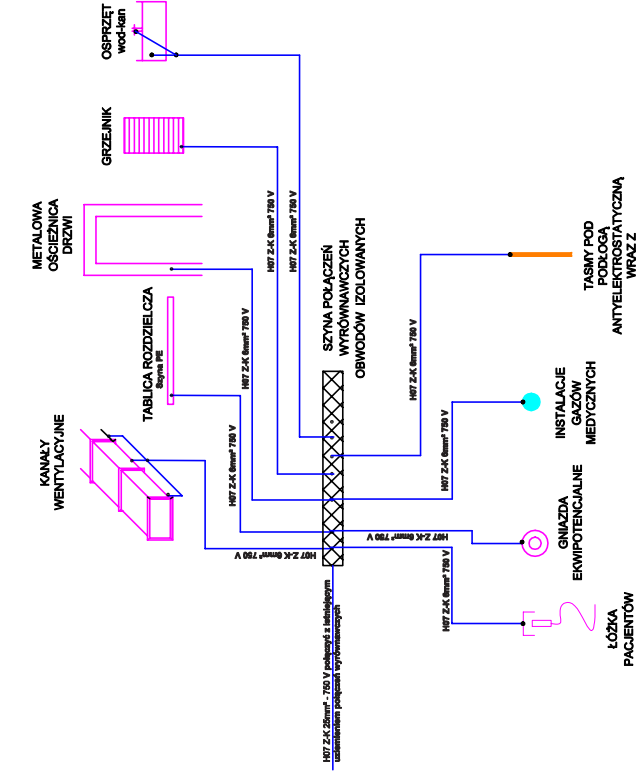 OSPRZĘT
wod-kan
GRZEJNIK
METALOWA
OŚCIEŻNICA
DRZWI
TABLICA ROZDZIELCZA
Szyna PE
KANAŁY
WENTYLACYJNE
H07 Z-K 6mm² 750 V
H07 Z-K 6mm² 750 V
H07 Z-K 6mm² 750 V
H07 Z-K 6mm² 750 V
H07 Z-K 6mm² 750 V
SZYNA POŁĄCZEŃ
WYRÓWNAWCZYCH
OBWODÓW IZOLOWANYCH
H07 Z-K 25mm² - 750 V połączyć z istniejącym
uziemieniem połączeń wyrównawczych
H07 Z-K 6mm² 750 V
H07 Z-K 6mm² 750 V
H07 Z-K 6mm² 750 V
H07 Z-K 6mm² 750 V
TASMY POD
PODŁOGĄ
ANTYELEKTROSTATYCZNĄ
WRAZ Z
INSTALACJE
GAZÓW
MEDYCZNYCH
GNIAZDA
EKWIPOTENCJALNE
ŁÓŻKA
PACJENTÓW